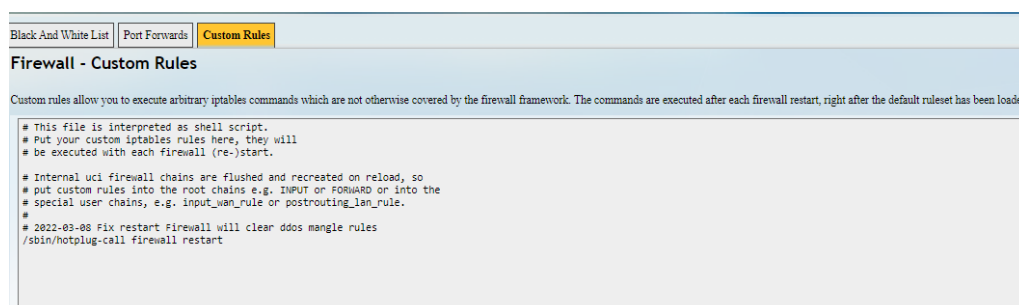 Black And White List Port Forwards Custom Rules
Firewall - Custom Rules
Custom rules allow you to execute arbitrary iptables commands which are not otherwise covered by the firewall framework. The commands are executed after each firewall restart, right after the default ruleset has been loade
# This file is interpreted as shell script.
# Put your custom iptables rules here, they will
# be executed with each firewall (re-)start.
# Internal uci firewall chains are flushed and recreated on reload, so
# put custom rules into the root chains e.g. INPUT or FORWARD or into the
# special user chains, e.g. input_wan_rule or postrouting_lan_rule.
#
# 2022-03-08 Fix restart Firewall will clear ddos mangle rules
/sbin/hotplug-call firewall restart